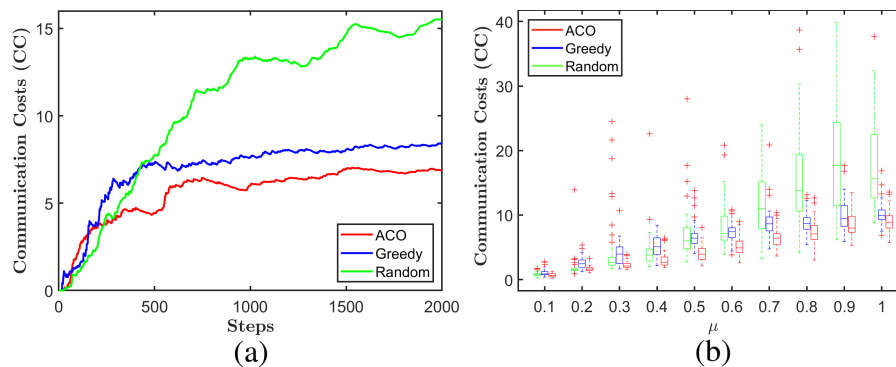 Communication Costs (CC)
15
10
5
0
ACO
Greedy
Random
0 500 1000 1500 2000
Steps
(a)
Communication Costs (CC)
40
30
20
10
0
ACO
Greedy
Random
0.1 0.2 0.3 0.4 0.5 0.6 0.7 0.8 0.9 1
μ
(b)